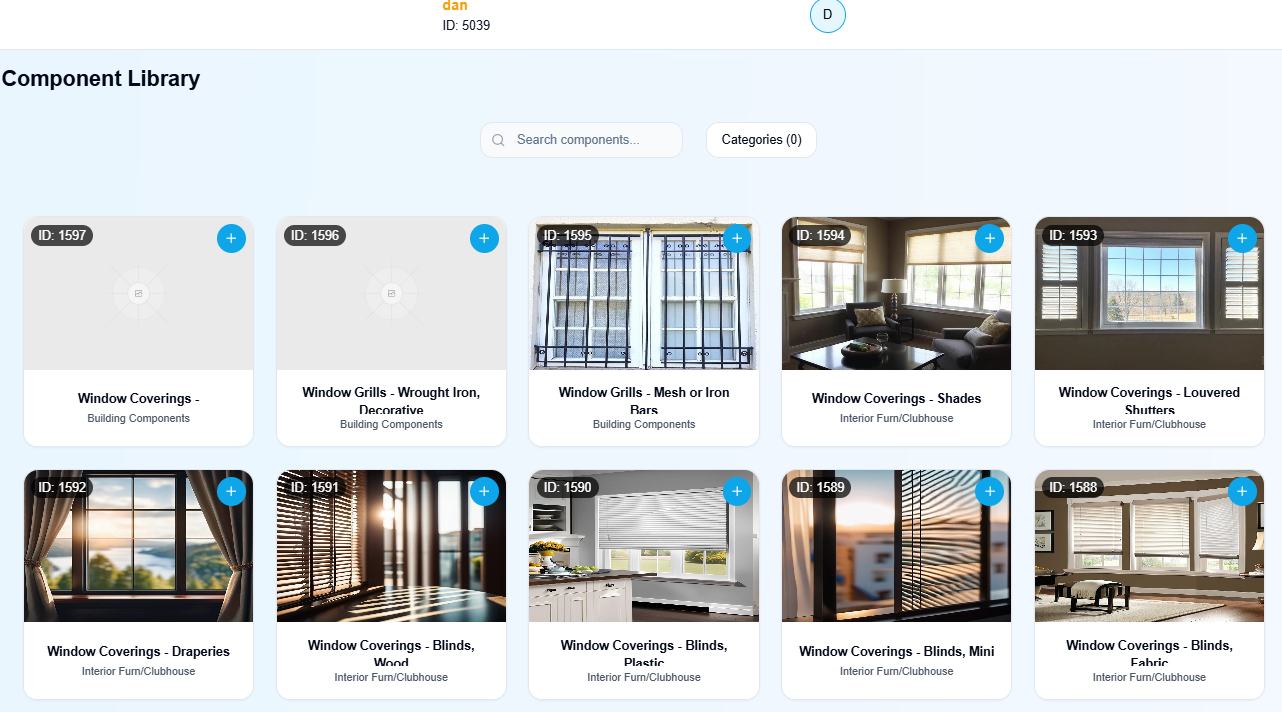 dan
ID: 5039
D
Component Library
Search components...
Categories (0)
ID: 1597
ID: 1596
ID: 1595
ID: 1594
ID: 1593
Window Coverings -
Building Components
Window Grills - Wrought Iron,
Decorative
Building Components
Window Grills - Mesh or Iron
Bars
Building Components
Window Coverings - Shades
Interior Furn/Clubhouse
Window Coverings - Louvered
Shutters
Interior Furn/Clubhouse
ID: 1592
ID: 1591
ID: 1590
ID: 1589
ID: 1588
Window Coverings - Draperies
Interior Furn/Clubhouse
Window Coverings - Blinds,
Wood
Interior Furn/Clubhouse
Window Coverings - Blinds,
Plastic
Interior Furn/Clubhouse
Window Coverings - Blinds, Mini
Interior Furn/Clubhouse
Window Coverings - Blinds,
Fabric
Interior Furn/Clubhouse